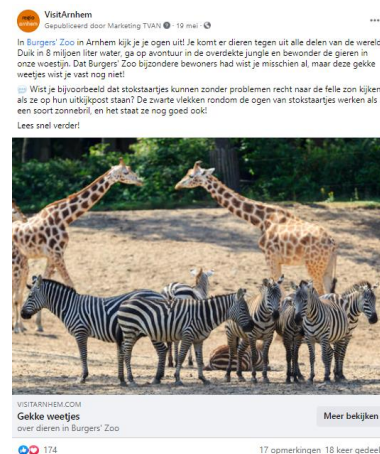 mooi
arnhem
VisitArnhem
Gepubliceerd door Marketing TVAN · 19 mei ·
In Burgers' Zoo in Arnhem kijk je je ogen uit! Je komt er dieren tegen uit alle delen van de wereld
Duik in 8 miljoen liter water, ga op avontuur in de overdekte jungle en bewonder de gieren in
onze woestijn. Dat Burgers' Zoo bijzondere bewoners had wist je misschien al, maar deze gekke
weetjes wist je vast nog niet!
Wist je bijvoorbeeld dat stokstaartjes kunnen zonder problemen recht naar de felle zon kijken
als ze op hun uitkijkpost staan? De zwarte vlekken rondom de ogen van stokstaartjes werken als
een soort zonnebril, en het staat ze nog goed ook!
Lees snel verder!
VISITARNHEM.COM
Gekke weetjes
over dieren in Burgers' Zoo
Meer bekijken
174
17 opmerkingen 18 keer gedeel